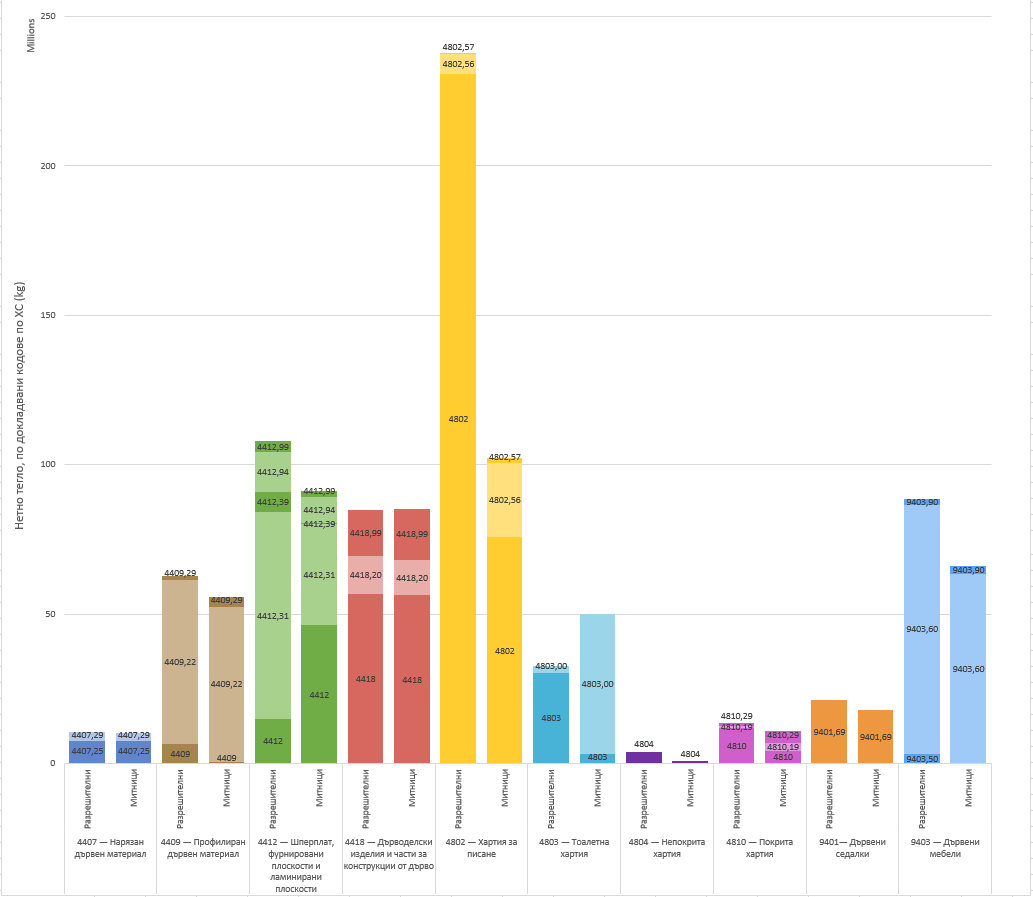 250
Millions
200
150
100
50
0
Нетно тегло, по докладвани кодове по ХС (kg)
4407,29
4407,25
4407,29
4407,25
4409,29
4409,22
4409
4409,29
4409,22
4409
4412,99
4412,94
4412,39
4412,31
4412
4412,99
4412,94
4412,39
4412,31
4412
4418,99
4418,20
4418
4418,99
4418,20
4418
4802,57
4802,56
4802
4802,57
4802,56
4802
4803,00
4803
4803,00
4803
4804
4804
4810,29
4810,19
4810
4810,29
4810,19
4810
9401,69
9401,69
9403,90
9403,60
9403,50
9403,90
9403,60
Разрешителни
Митници
Разрешителни
Митници
Разрешителни
Митници
Разрешителни
Митници
Разрешителни
Митници
Разрешителни
Митници
Разрешителни
Митници
Разрешителни
Митници
Разрешителни
Митници
Разрешителни
Митници
4407 — Нарязан
дървен материал
4409 — Профилиран
дървен материал
4412 — Шперплат,
фурнировани
плоскости и
ламинирани
плоскости
4418 — Дърводелски
изделия и части за
конструкции от дърво
4802 — Хартия за
писане
4803 — Тоалетна
хартия
4804 — Непокрита
хартия
4810 — Покрита
хартия
9401— Дървени
седалки
9403 — Дървени
мебели